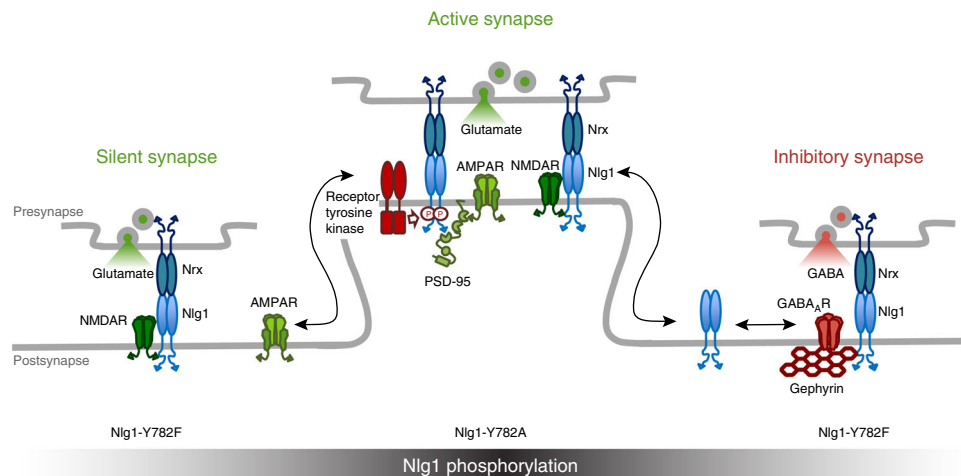 Active synapse
Glutamate
Nrx
Nlg1
AMPAR
NMDAR
Receptor
tyrosine
kinase
P P
PSD-95
Silent synapse
Presynapse
Glutamate
Nrx
Nlg1
NMDAR
AMPAR
Postsynapse
Inhibitory synapse
GABA
Nrx
GABAAR
Nlg1
Gephyrin
Nlg1-Y782F
Nlg1-Y782A
Nlg1-Y782F
Nlg1 phosphorylation